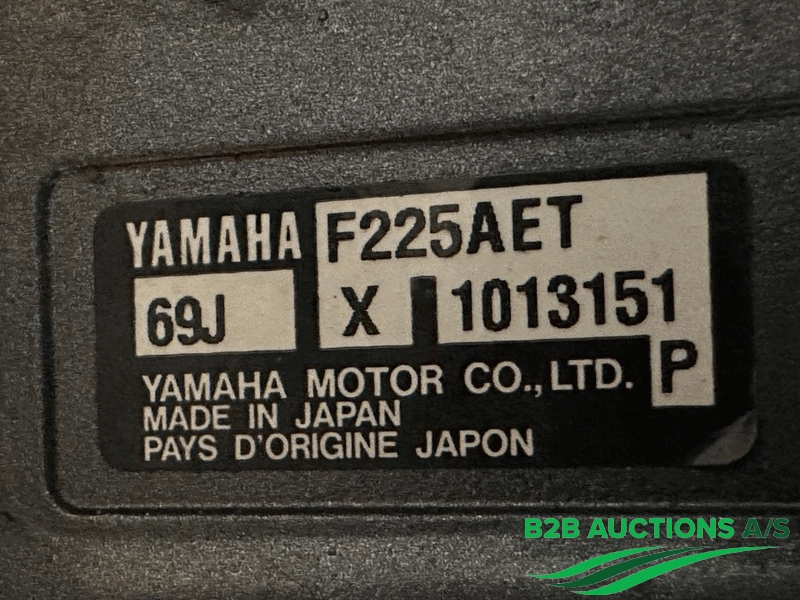 YAMAHA F225AET
69J X 1013151
P
YAMAHA MOTOR CO., LTD.
MADE IN JAPAN
PAYS D'ORIGINE JAPON
B2B AUCTIONS A/S